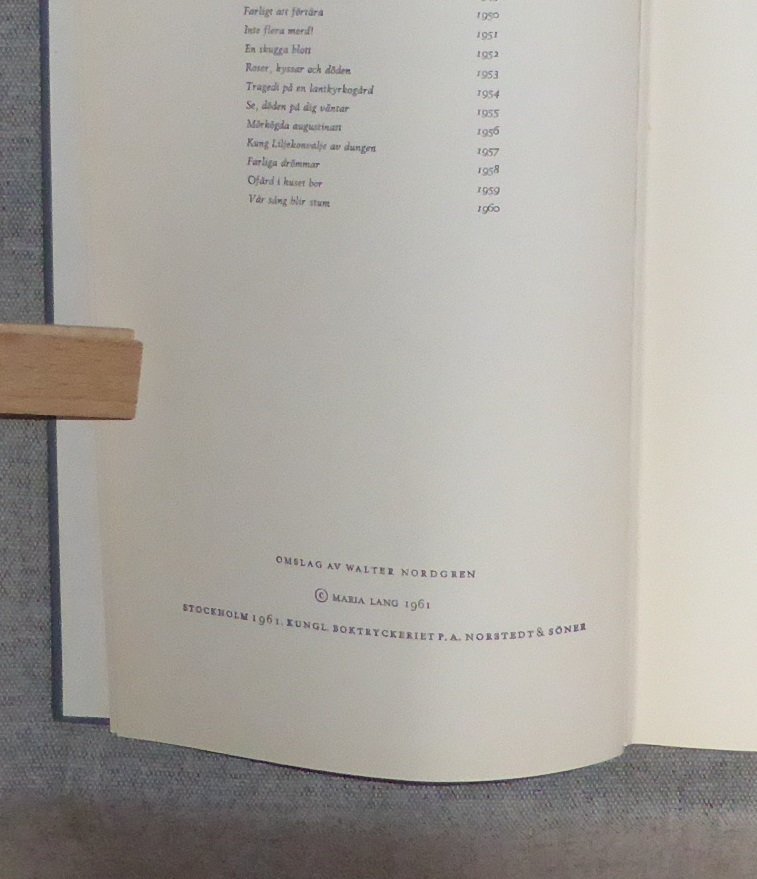 Farligt att förtära 1950
Inte flera mord! 1951
En skugga blott 1952
Rosor, kyssar och döden 1953
Tragedi på en lantkyrkogård 1954
Se, döden på dig väntar 1955
Mörkögda augustinatt 1956
Kung Liljekonvalje av dungen 1957
Farliga drömmar 1958
Ofärd i huset bor 1959
Vår sång blir stum 1960
OMSLAG AV WALTER NORDGREN
© MARIA LANG 1961
STOCKHOLM 1961. KUNGL. BOKTRYCKERIET P. A. NORSTEDT & SÖNER